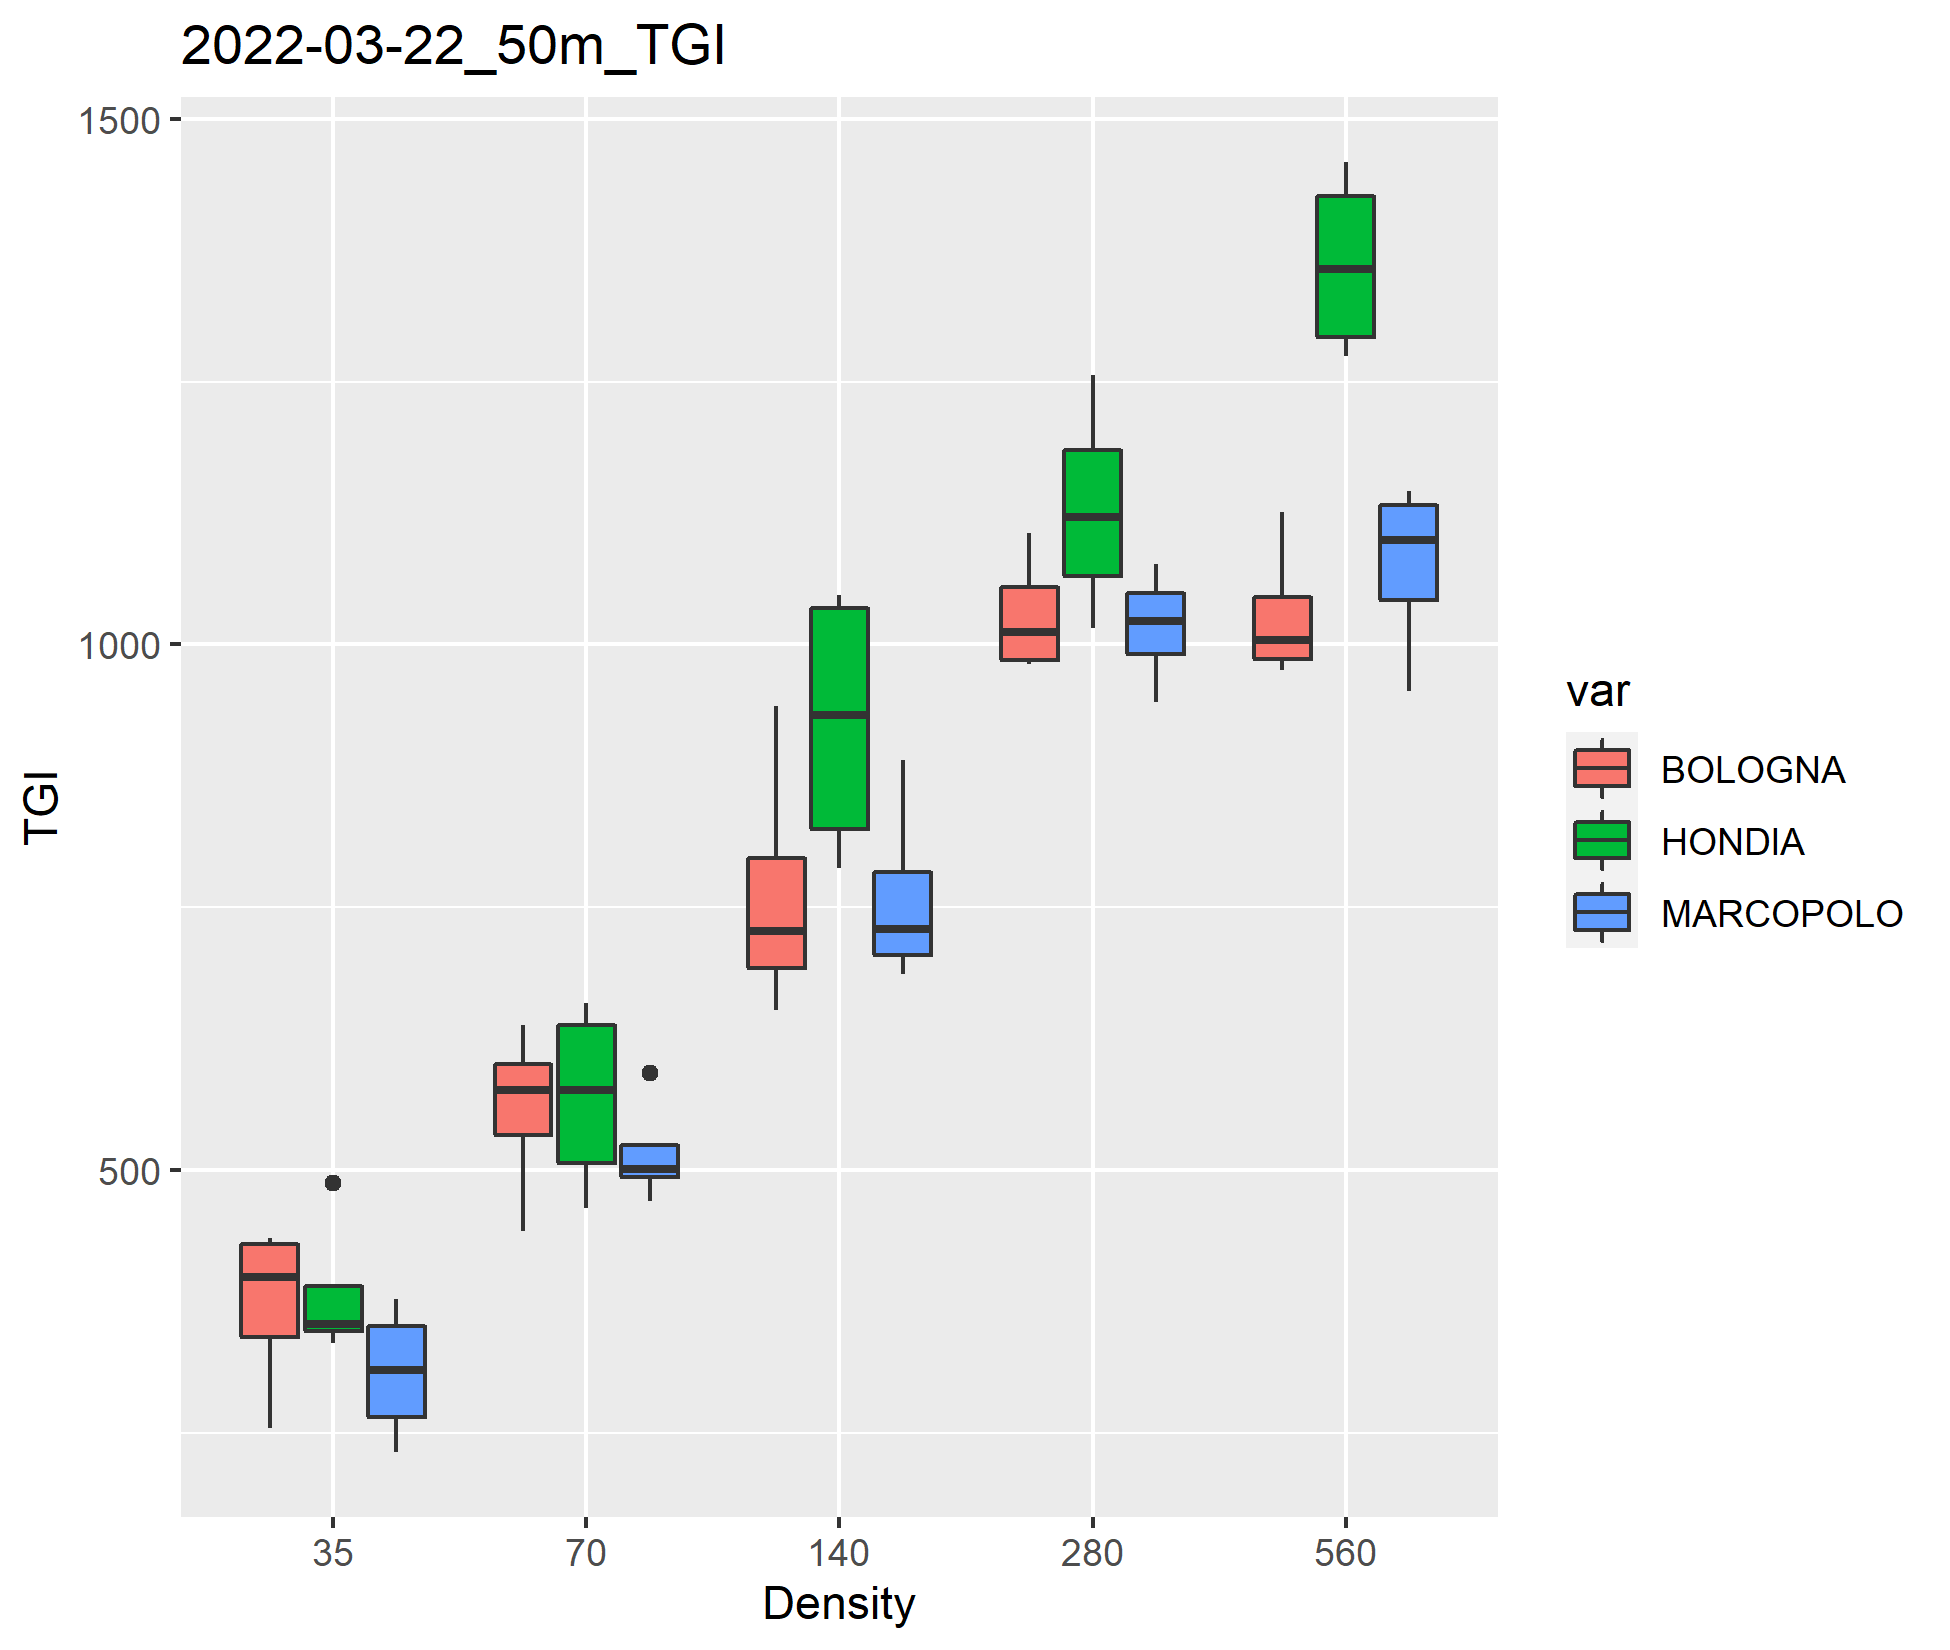 2022-03-22_50m_TGI
1500
1000
500
TGI
35 70 140 280 560
Density
var
BOLOGNA
HONDIA
MARCOPOLO